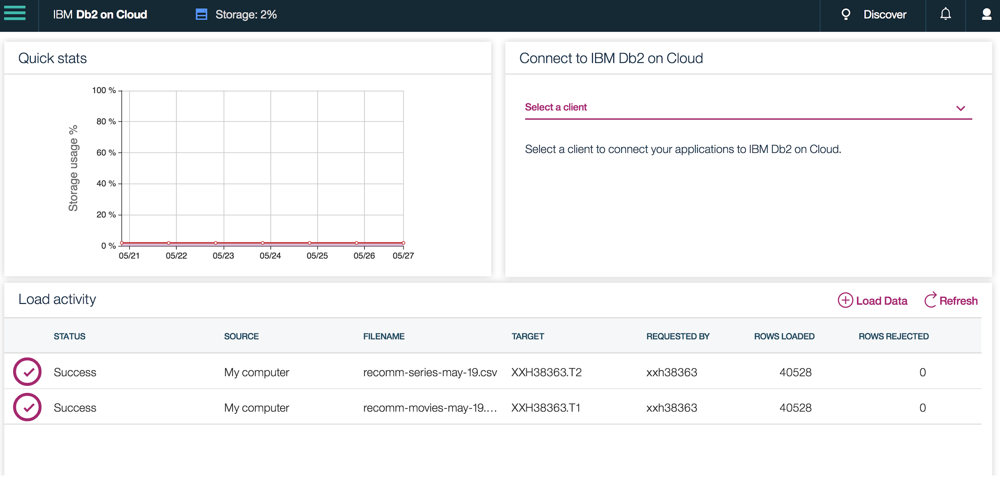 IBM Db2 on Cloud
Storage: 2%
Discover
Quick stats
100 %
80 %
60 %
40 %
20 %
0 %
Storage usage %
05/21 05/22 05/23 05/24 05/25 05/26 05/27
Connect to IBM Db2 on Cloud
Select a client
Select a client to connect your applications to IBM Db2 on Cloud.
Load activity
Load Data
Refresh
STATUS SOURCE FILENAME TARGET REQUESTED BY ROWS LOADED ROWS REJECTED
Success My computer recomm-series-may-19.csv XXH38363.T2 xxh38363 40528 0
Success My computer recomm-movies-may-19.... XXH38363.T1 xxh38363 40528 0